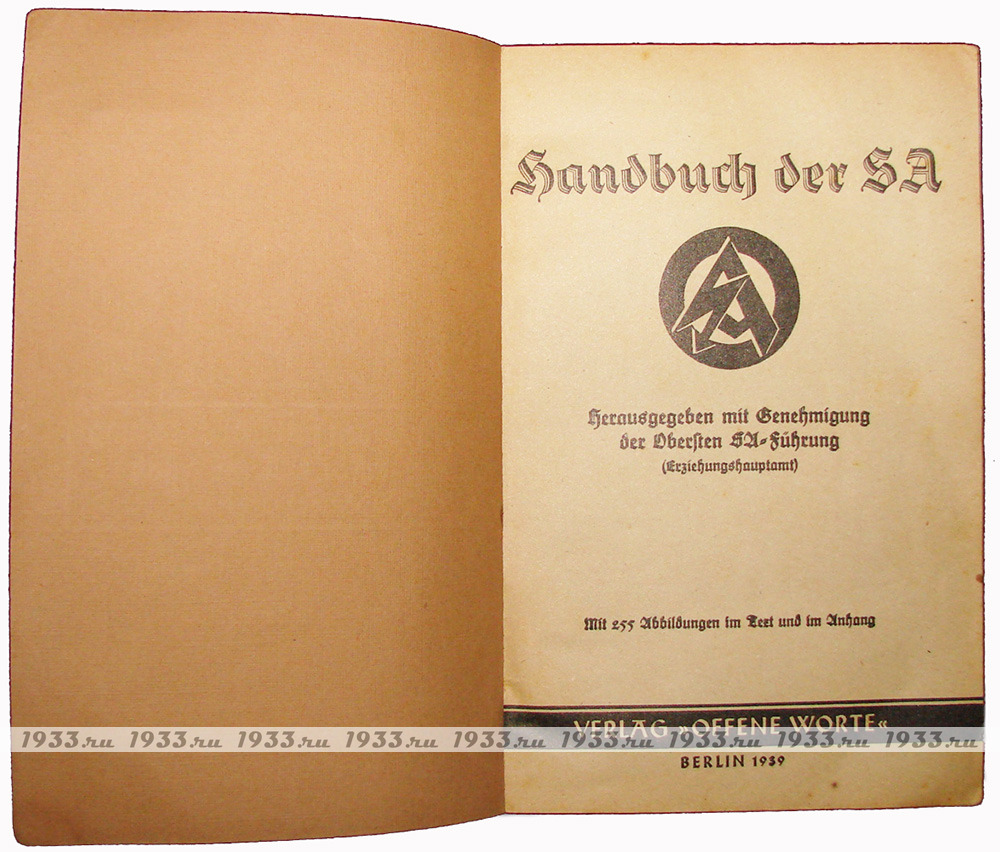 Handbuch der SA
SA
Herausgegeben mit Genehmigung
der Obersten SA-Führung
(Erziehungshauptamt)
Mit 255 Abbildungen im Text und im Anhang
VERLAG »OFFENE WORTE«
1933.ru 1933.ru 1933.ru 1933.ru 1933.ru 1933.ru 1933.ru 1933.ru 1933.ru
BERLIN 1939